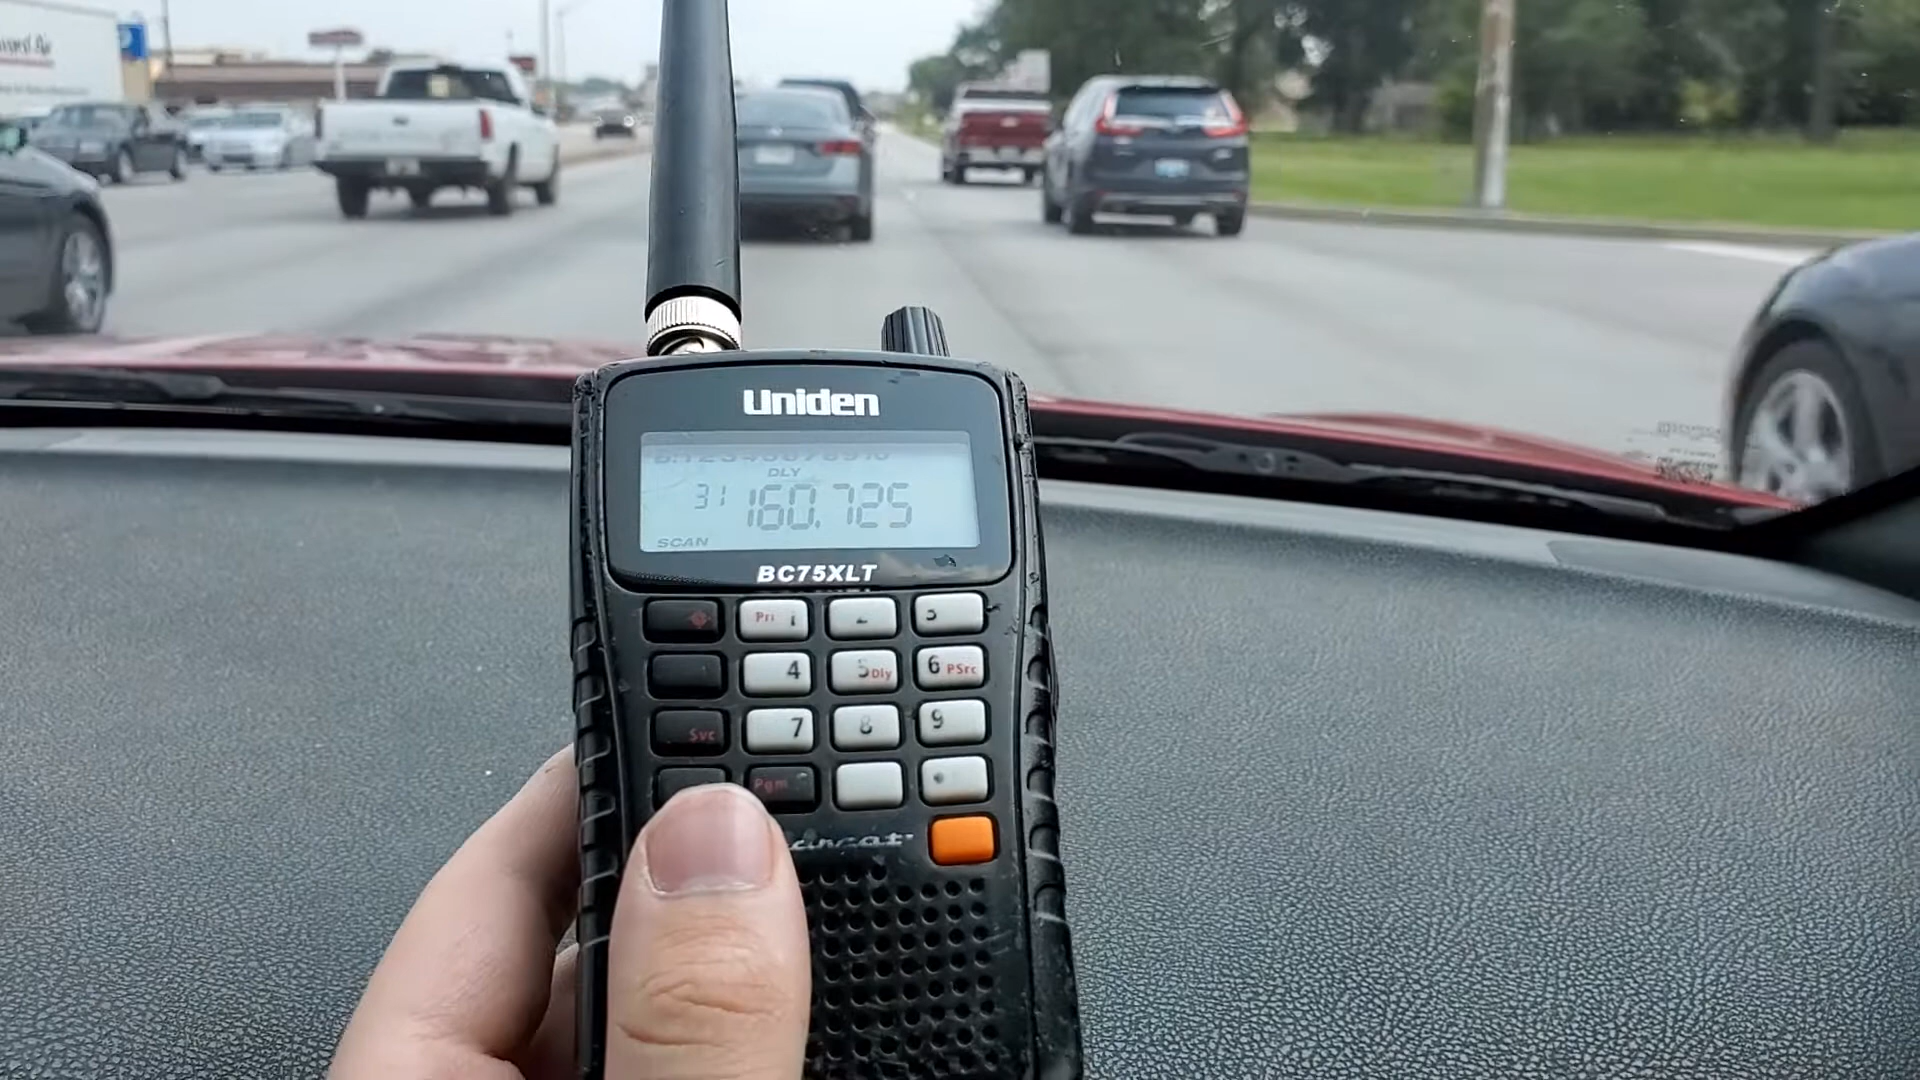 Uniden
DLY
31 160.725
SCAN
BC75XLT
Pri 1 2 3
4 5 Dly 6 PSrc
Svc 7 8 9
Pgm